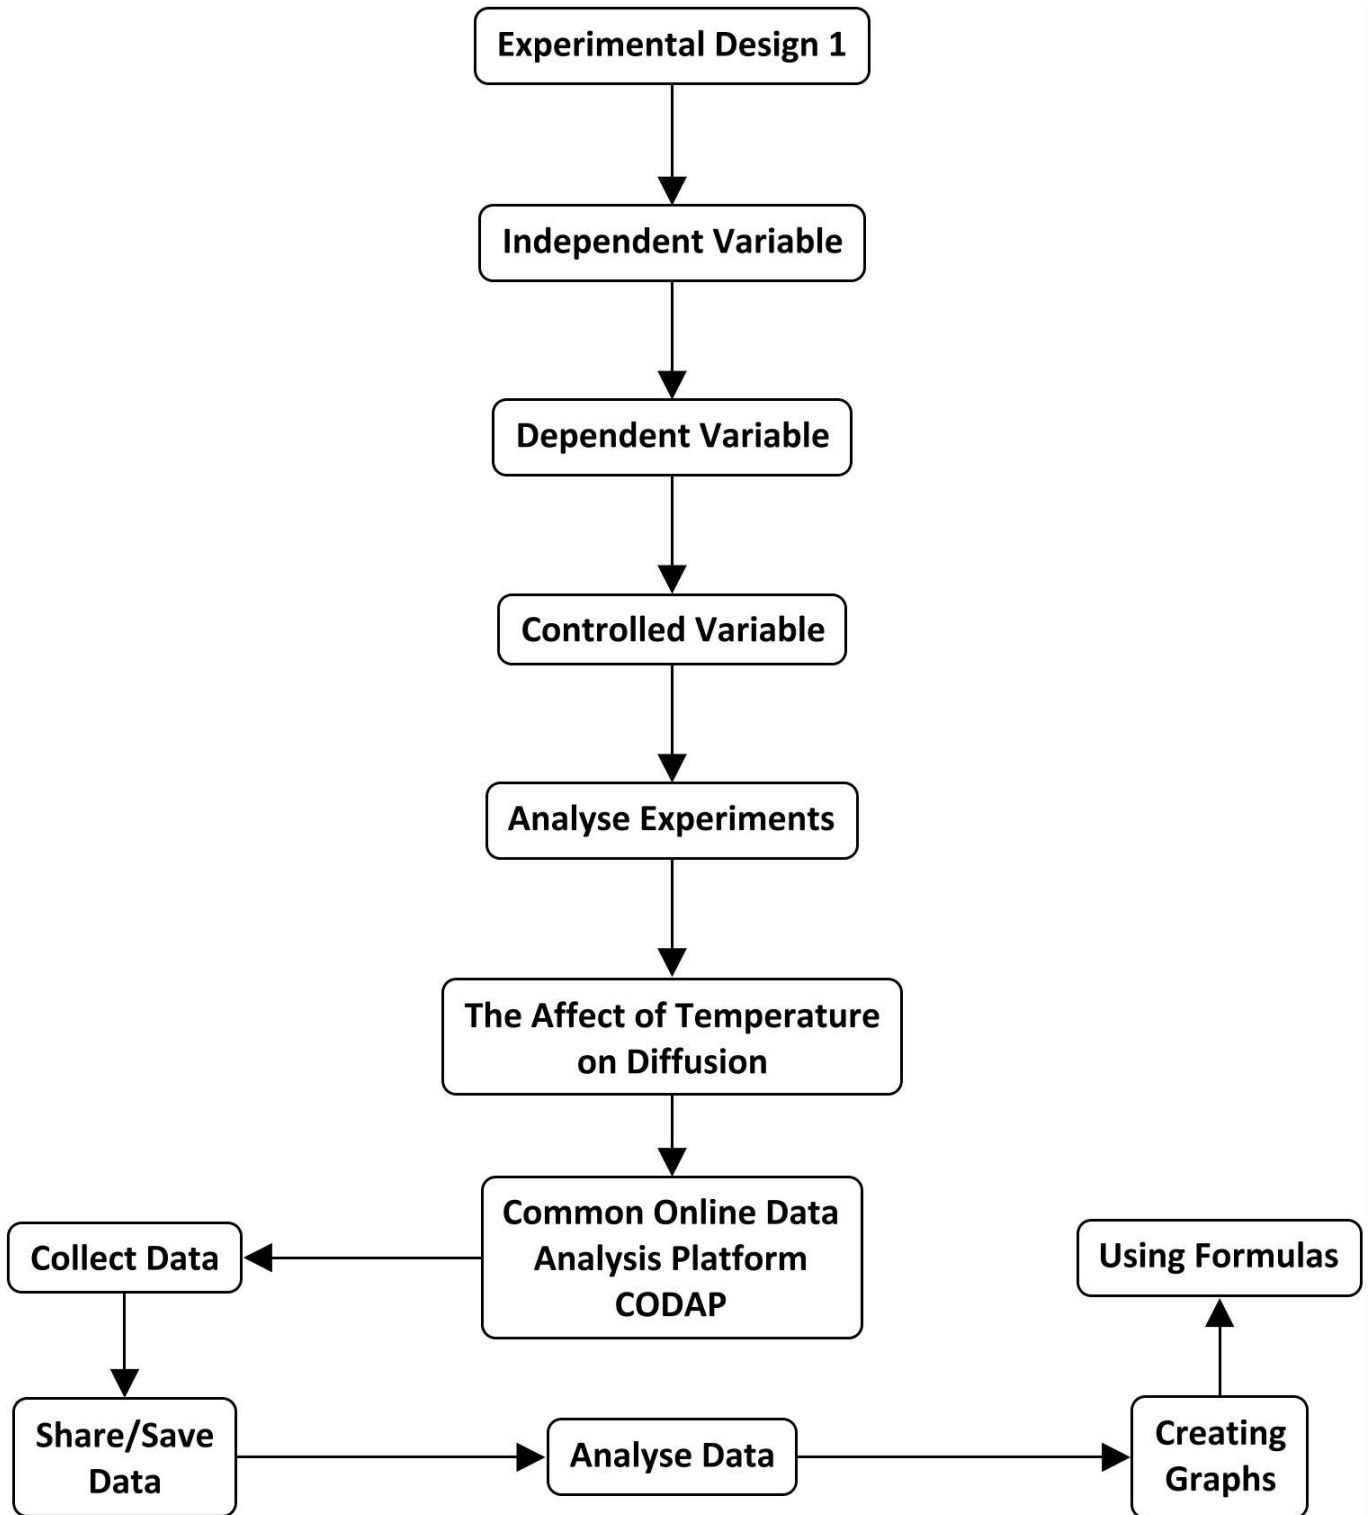 Experimental Design 1
Independent Variable
Dependent Variable
Controlled Variable
Analyse Experiments
The Affect of Temperature
on Diffusion
Common Online Data
Analysis Platform
CODAP
Collect Data
Share/Save
Data
Analyse Data
Creating
Graphs
Using Formulas